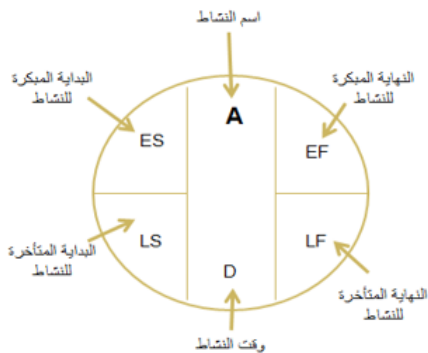 اسم النشاط
البداية المبكرة
للنشاط
النهاية المبكرة
للنشاط
A
ES
EF
LS
LF
D
البداية المتأخرة
للنشاط
النهاية المتأخرة
للنشاط
وقت النشاط